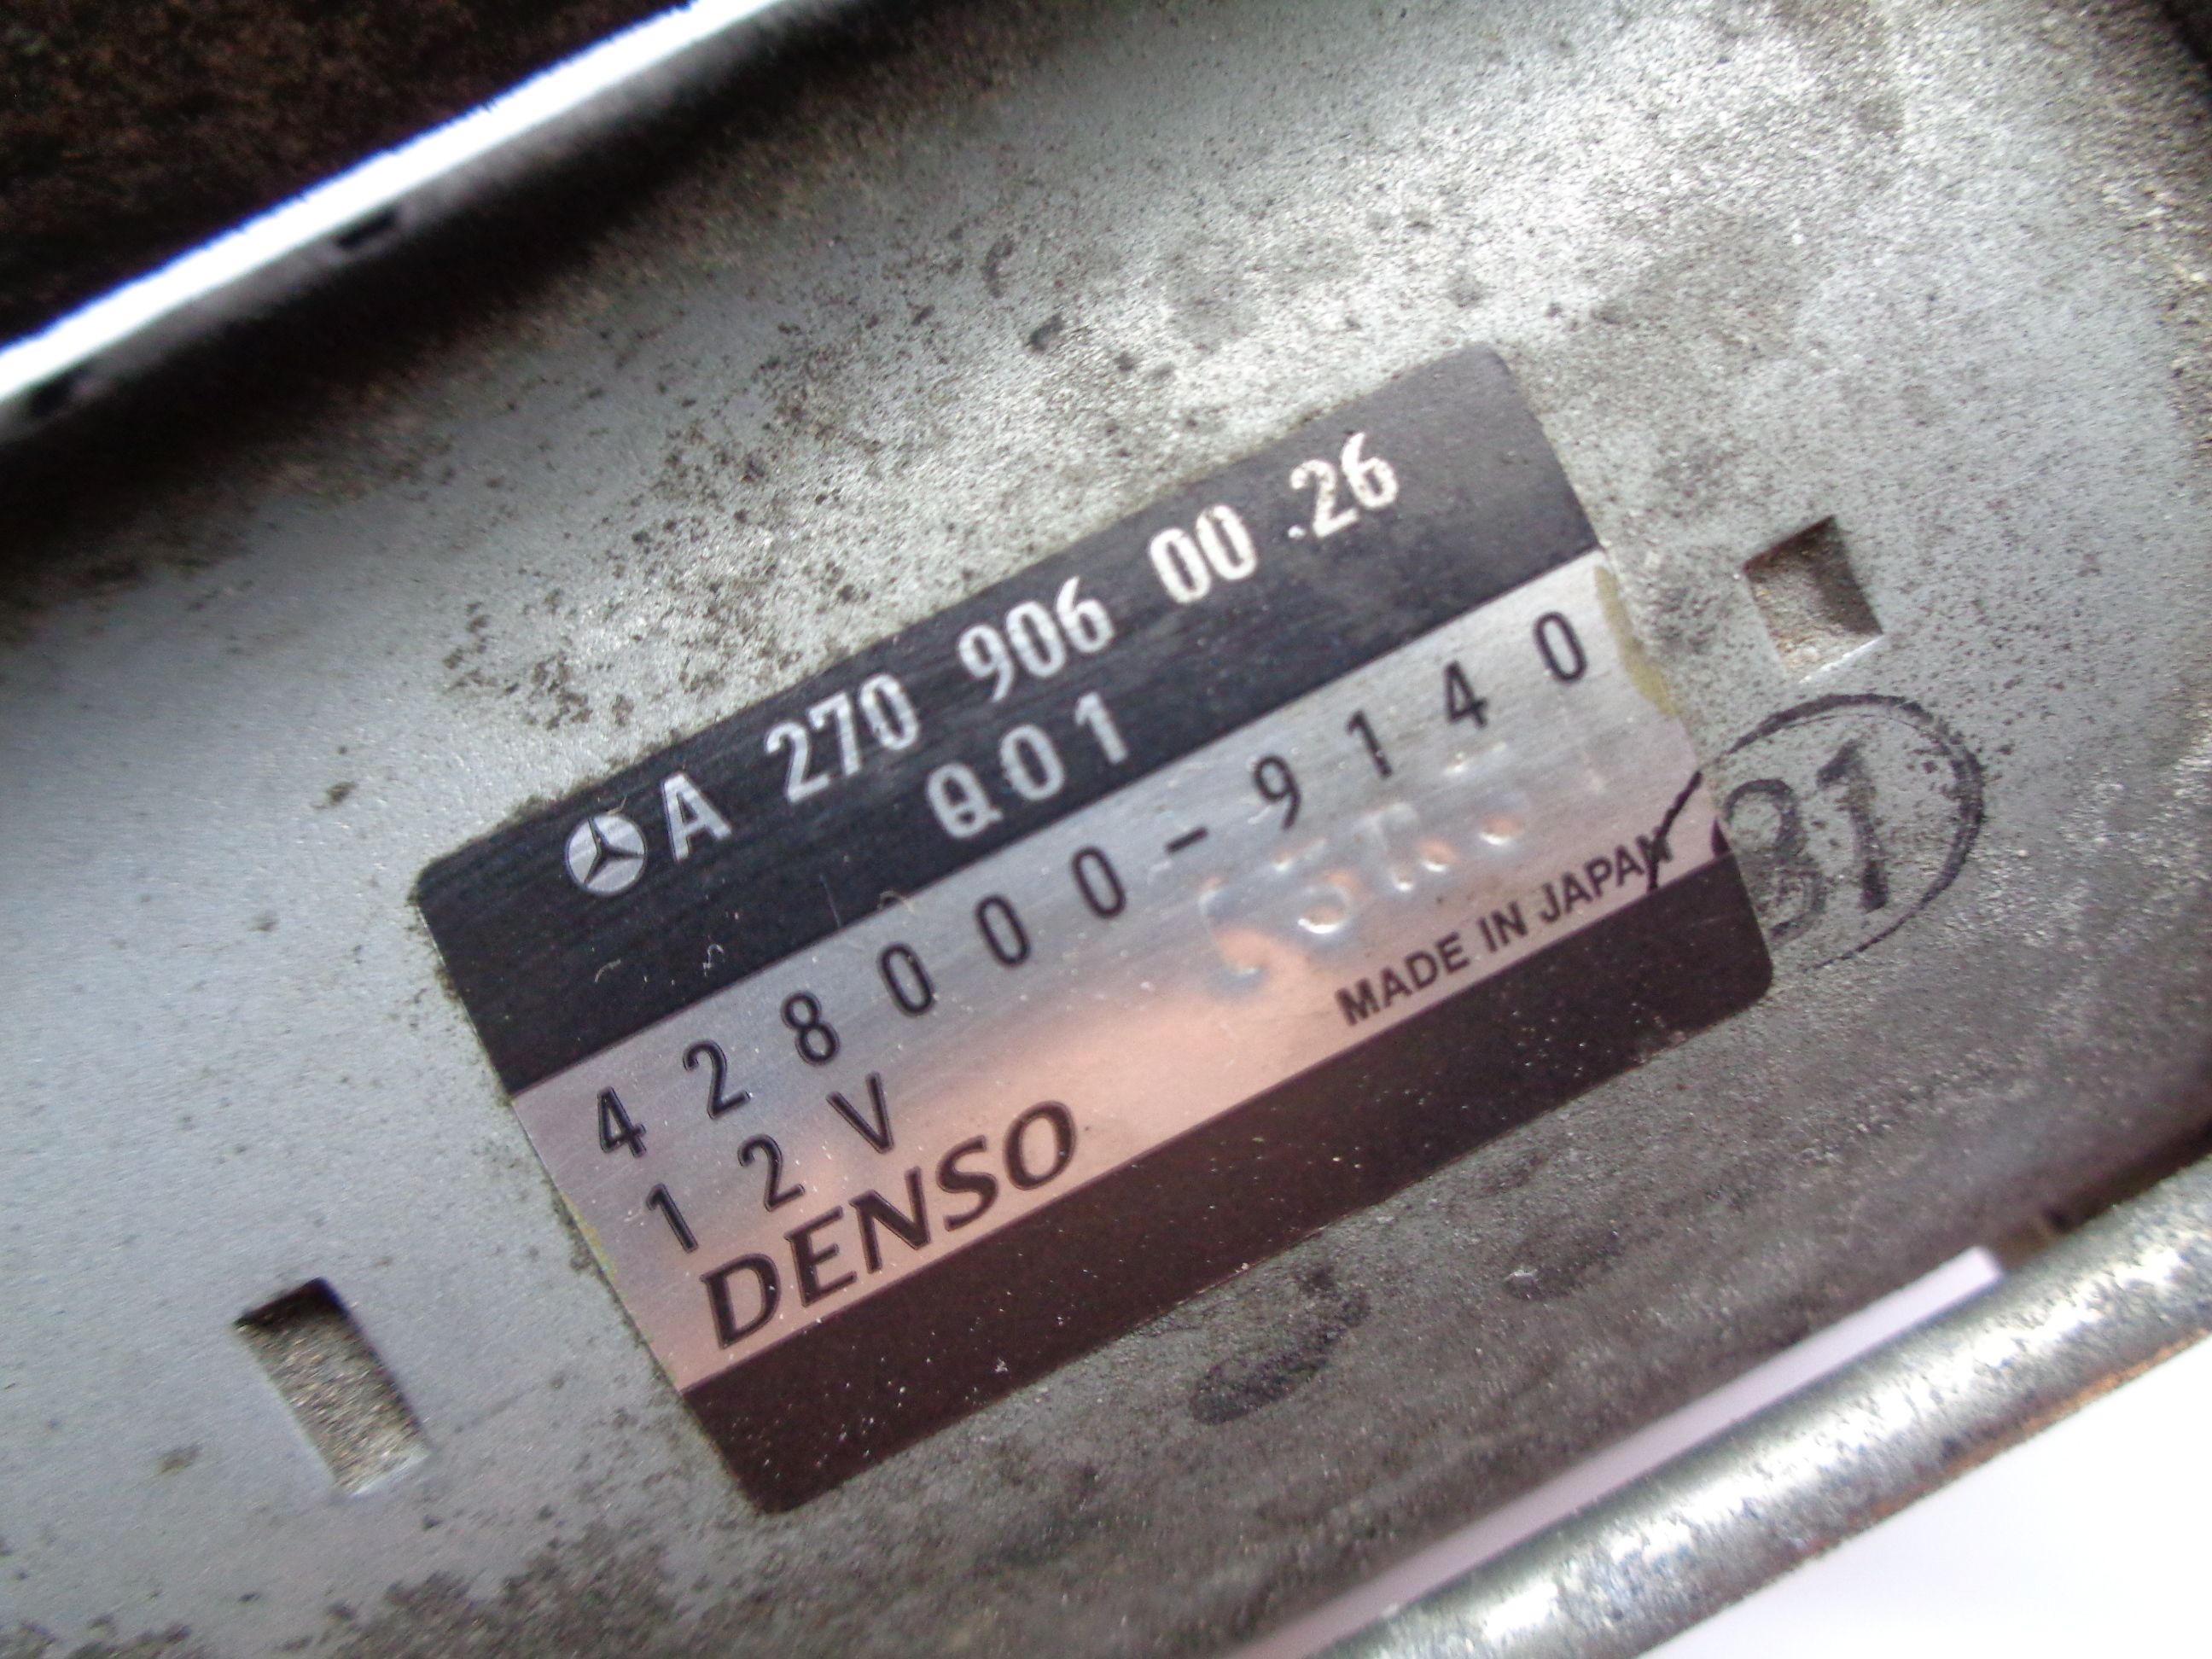 A 270 906 00 26
Q01
428000-9140
12V
MADE IN JAPAN
DENSO